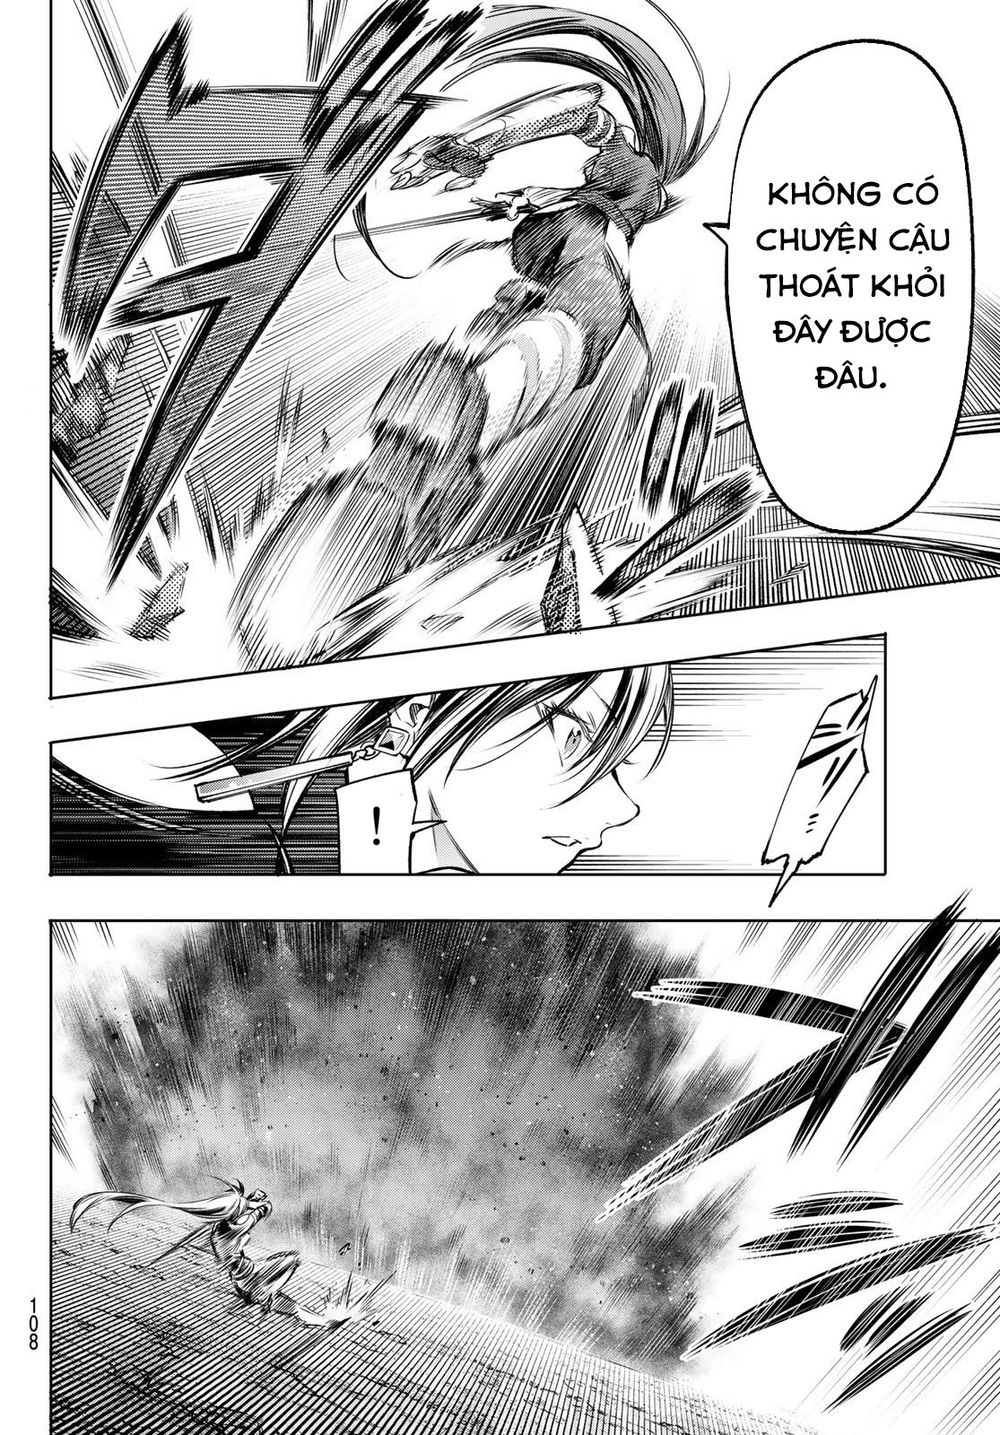 KHÔNG CÓ
CHUYỆN CẬU
THOÁT KHỎI
ĐÂY ĐƯỢC
ĐÂU.
!
108